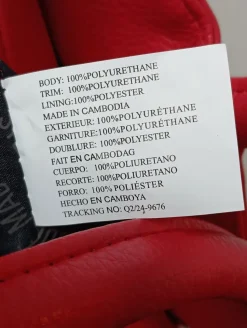 BODY: 100%POLYURETHANE
TRIM: 100%POLYURETHANE
LINING:100%POLYESTER
MADE IN CAMBODIA
EXTERIEUR :100%POLYURÉTHANE
GARNITURE: 100%POLYURÉTHANE
DOUBLURE: 100%POLYESTER
FAIT EN CAMBODAG
CUERPO: 100%POLIURETANO
RECORTE: 100%POLIURETANO
FORRO: 100% POLIÉSTER
HECHO EN CAMBOYA
TRACKING NO: Q2/24-9676